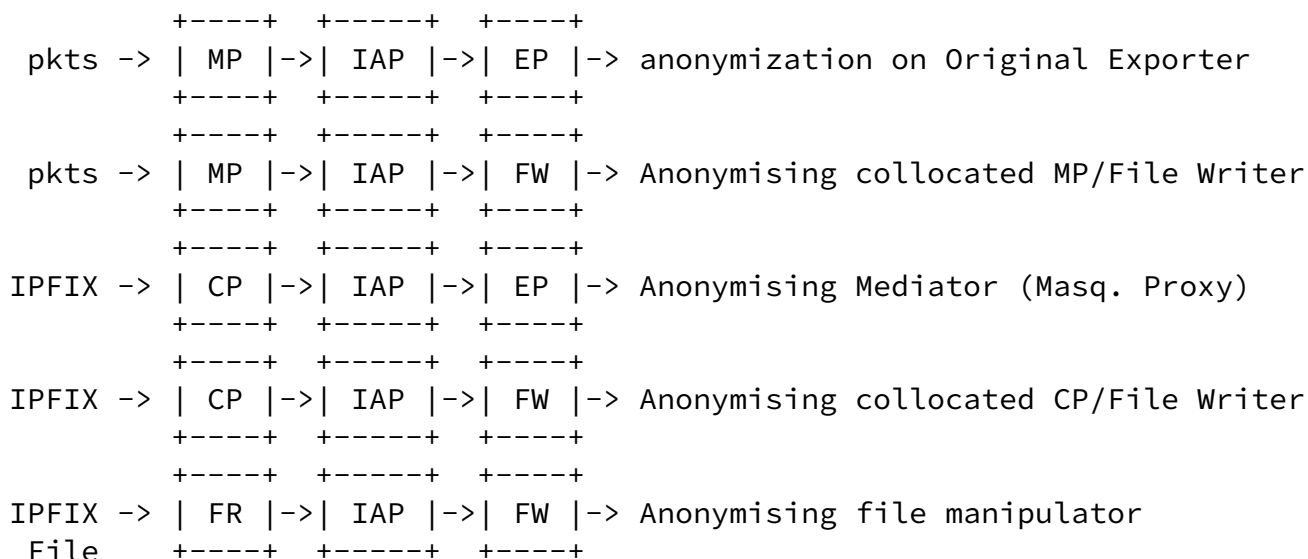 +----+  +-----+  +----+
 pkts -> | MP |->| IAP |->| EP |-> anonymization on Original Exporter
          +----+  +-----+  +----+
          +----+  +-----+  +----+
 pkts -> | MP |->| IAP |->| FW |-> Anonymising collocated MP/File Writer
          +----+  +-----+  +----+
          +----+  +-----+  +----+
IPFIX -> | CP |->| IAP |->| EP |-> Anonymising Mediator (Masq. Proxy)
          +----+  +-----+  +----+
          +----+  +-----+  +----+
IPFIX -> | CP |->| IAP |->| FW |-> Anonymising collocated CP/File Writer
          +----+  +-----+  +----+
          +----+  +-----+  +----+
IPFIX -> | FR |->| IAP |->| FW |-> Anonymising file manipulator
 File     +----+  +-----+  +----+